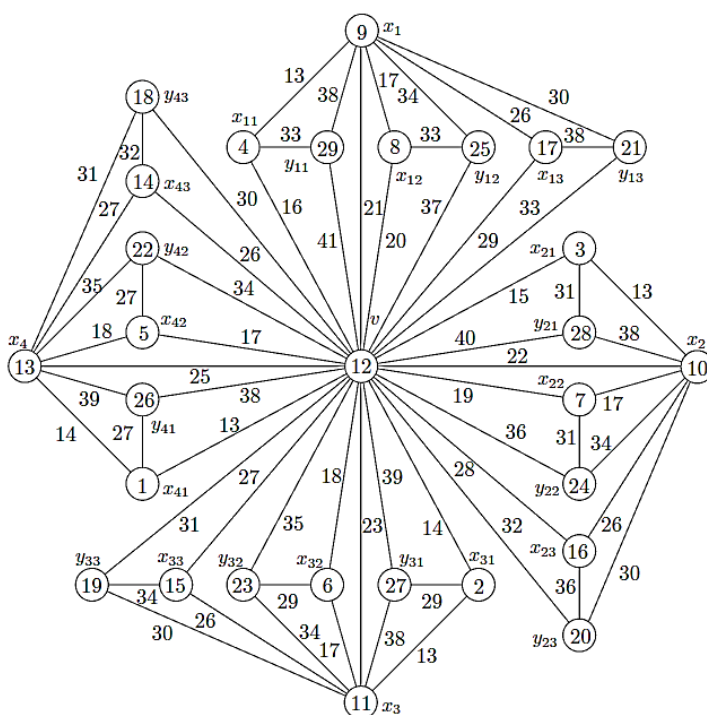 9 x₁
13 38 17 34 26 30
18 y₄₃
x₁₁ 4 33 29 y₁₁
8 33 25 x₁₂ y₁₂
17 38 21 x₁₃ y₁₃
31 32 27 14 x₄₃
30 16 41 21 20 37 29 33
26
22 y₄₂
35 27 34
x₂₁ 3
15 31 13
x₄ 13
18 5 x₄₂ 17
v
40 y₂₁ 28 38 x₂
12
25 22 10
39 26 y₄₁ 38
19 x₂₂ 7 17
14 27 13
36 31 34
1 x₄₁
y₂₂ 24
27 18 39 28
31 35 23 14 32
x₂₃ 16 26
y₃₃ x₃₃ y₃₂ x₃₂ y₃₁ x₃₁
19 34 15 23 29 6 27 29 2
36 30
30 26 34 17 38 13
y₂₃ 20
11 x₃